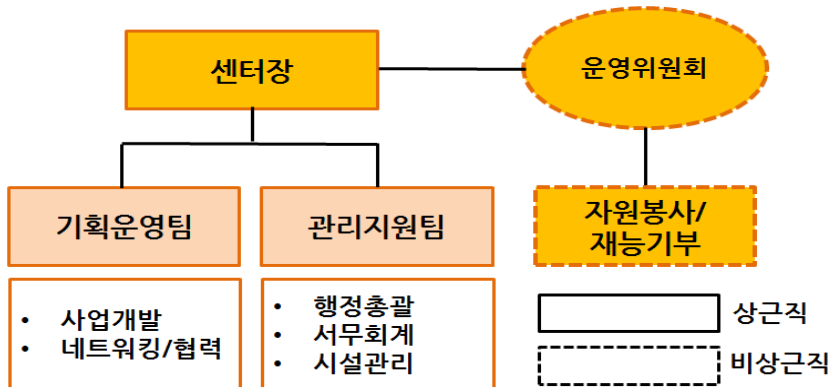 센터장
운영위원회
기획운영팀
관리지원팀
자원봉사/
재능기부
• 사업개발
• 네트워킹/협력
• 행정총괄
• 서무회계
• 시설관리
상근직
비상근직